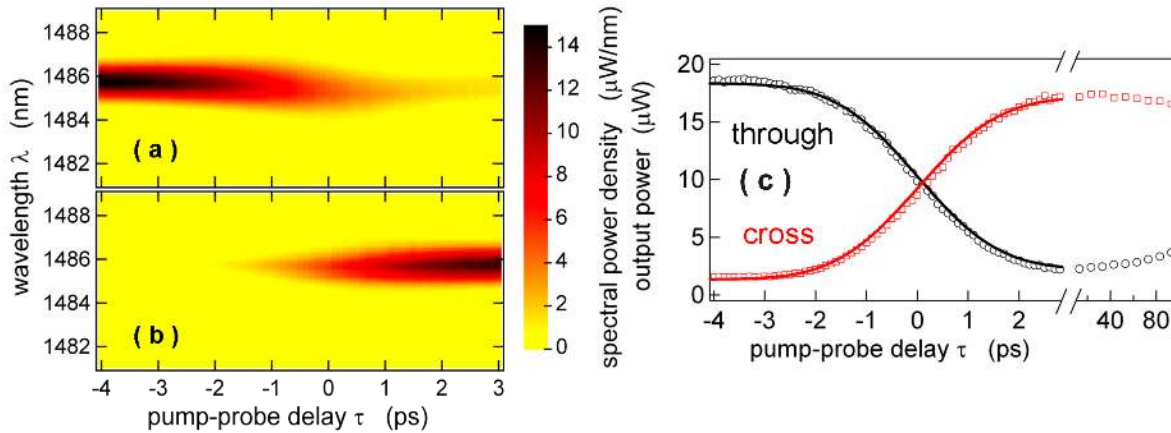 1488
1486
1484
1482
( a )
1488
1486
1484
1482
( b )
wavelength λ (nm)
-4 -3 -2 -1 0 1 2 3
pump-probe delay τ (ps)
14
12
10
8
6
4
2
0
spectral power density (μW/nm)
20
15
10
5
0
output power (μW)
through
( c )
cross
-4 -3 -2 -1 0 1 2 40 80
pump-probe delay τ (ps)